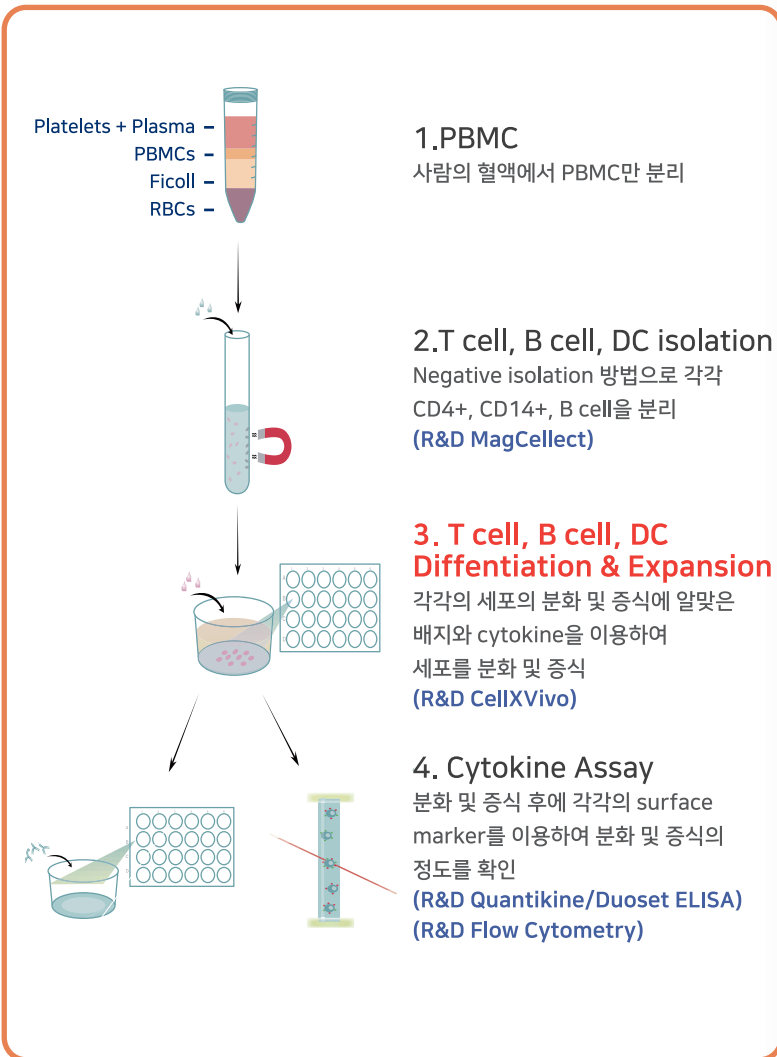 Platelets + Plasma
PBMCs
Ficoll
RBCs
1.PBMC
사람의 혈액에서 PBMC만 분리
2.T cell, B cell, DC isolation
Negative isolation 방법으로 각각
CD4+, CD14+, B cell을 분리
(R&D MagCellect)
3. T cell, B cell, DC
Diffentiation & Expansion
각각의 세포의 분화 및 증식에 알맞은
배지와 cytokine을 이용하여
세포를 분화 및 증식
(R&D CellXVivo)
4. Cytokine Assay
분화 및 증식 후에 각각의 surface
marker를 이용하여 분화 및 증식의
정도를 확인
(R&D Quantikine/Duoset ELISA)
(R&D Flow Cytometry)